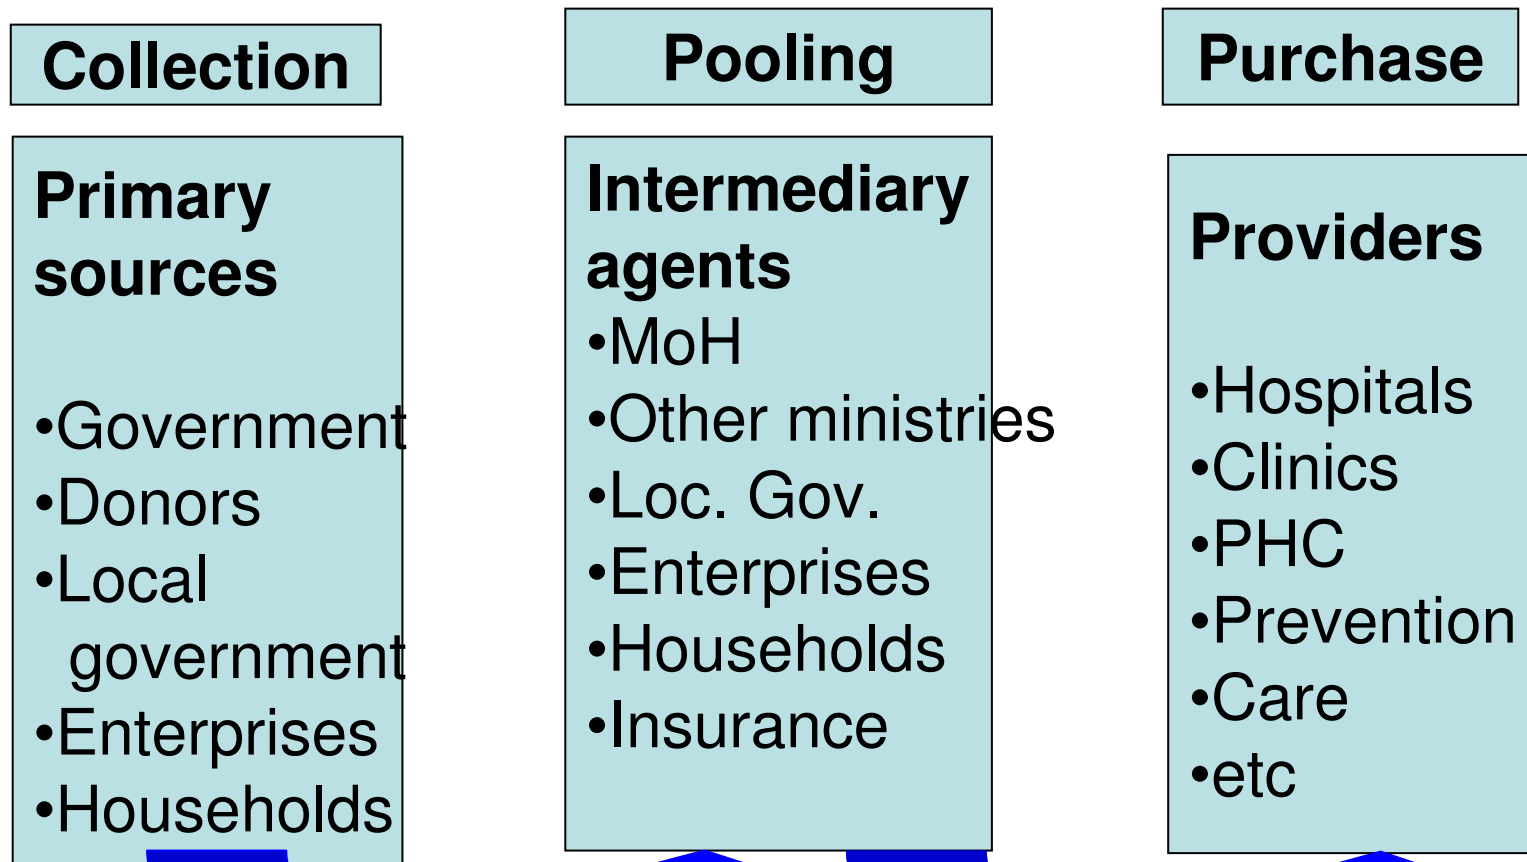 Collection
Pooling
Purchase
Primary
sources
•Government
•Donors
•Local
government
•Enterprises
•Households
Intermediary
agents
•MoH
•Other ministries
•Loc. Gov.
•Enterprises
•Households
•Insurance
Providers
•Hospitals
•Clinics
•PHC
•Prevention
•Care
•etc